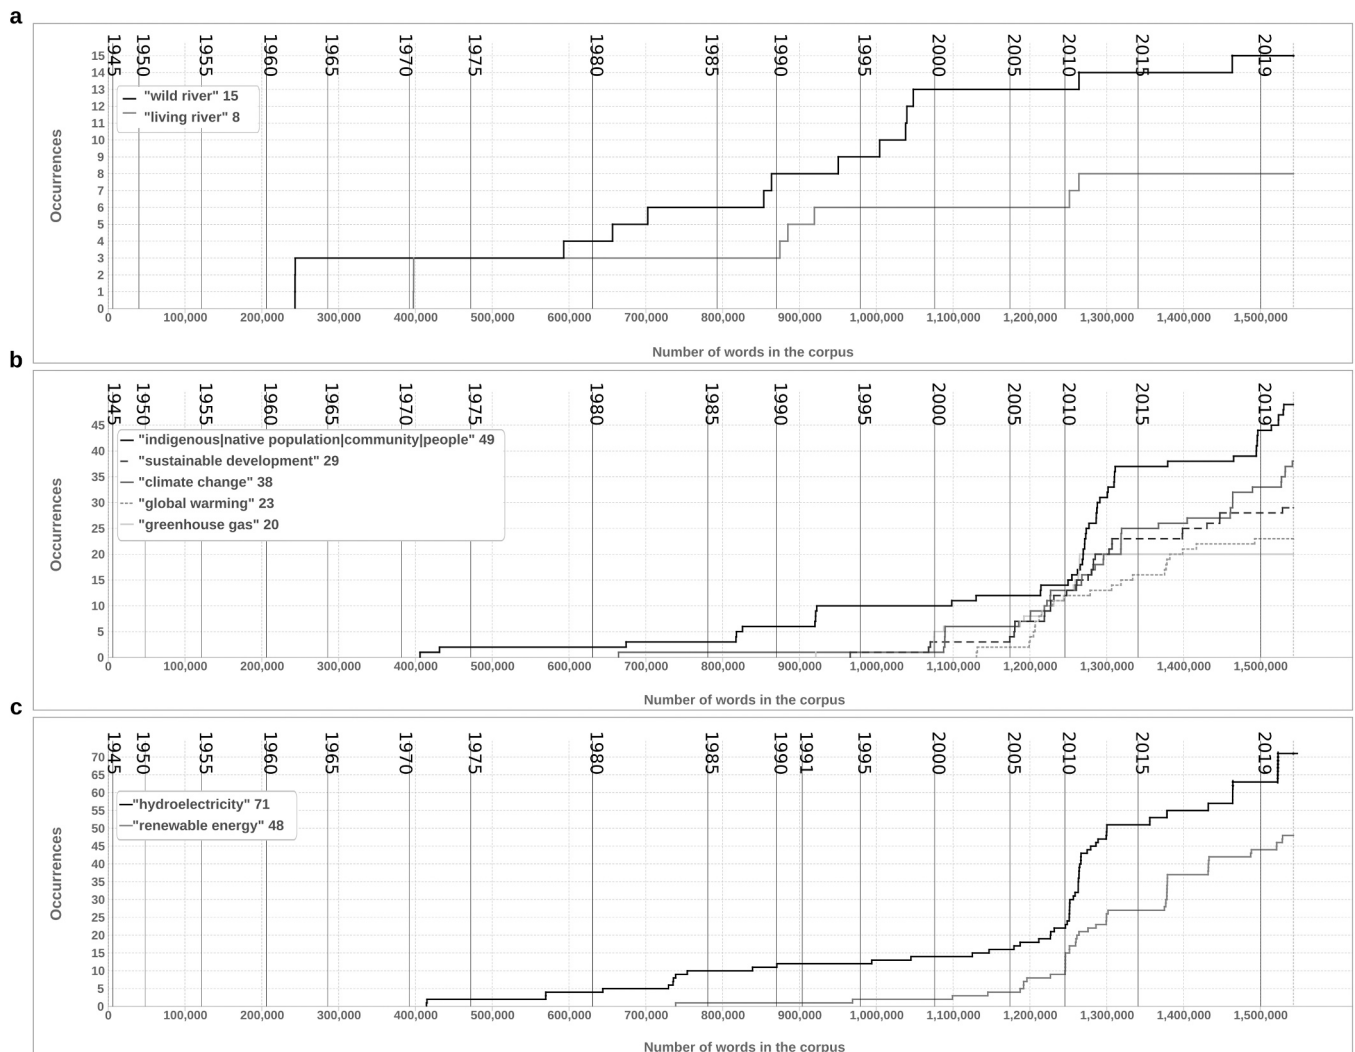 a
1945 1950 1955 1960 1965 1970 1975 1980 1985 1990 1995 2000 2005 2010 2015 2019
15
14
13
12
11
10
9
8
7
6
5
4
3
2
1
0
"wild river" 15
"living river" 8
Occurrences
0 100,000 200,000 300,000 400,000 500,000 600,000 700,000 800,000 900,000 1,000,000 1,100,000 1,200,000 1,300,000 1,400,000 1,500,000
Number of words in the corpus
b
1945 1950 1955 1960 1965 1970 1975 1980 1985 1990 1995 2000 2005 2010 2015 2019
45
40
35
30
25
20
15
10
5
0
"indigenous|native population|community|people" 49
"sustainable development" 29
"climate change" 38
"global warming" 23
"greenhouse gas" 20
Occurrences
0 100,000 200,000 300,000 400,000 500,000 600,000 700,000 800,000 900,000 1,000,000 1,100,000 1,200,000 1,300,000 1,400,000 1,500,000
Number of words in the corpus
c
1945 1950 1955 1960 1965 1970 1975 1980 1985 1990 1991 1995 2000 2005 2010 2015 2019
70
65
60
55
50
45
40
35
30
25
20
15
10
5
0
"hydroelectricity" 71
"renewable energy" 48
Occurrences
0 100,000 200,000 300,000 400,000 500,000 600,000 700,000 800,000 900,000 1,000,000 1,100,000 1,200,000 1,300,000 1,400,000 1,500,000
Number of words in the corpus